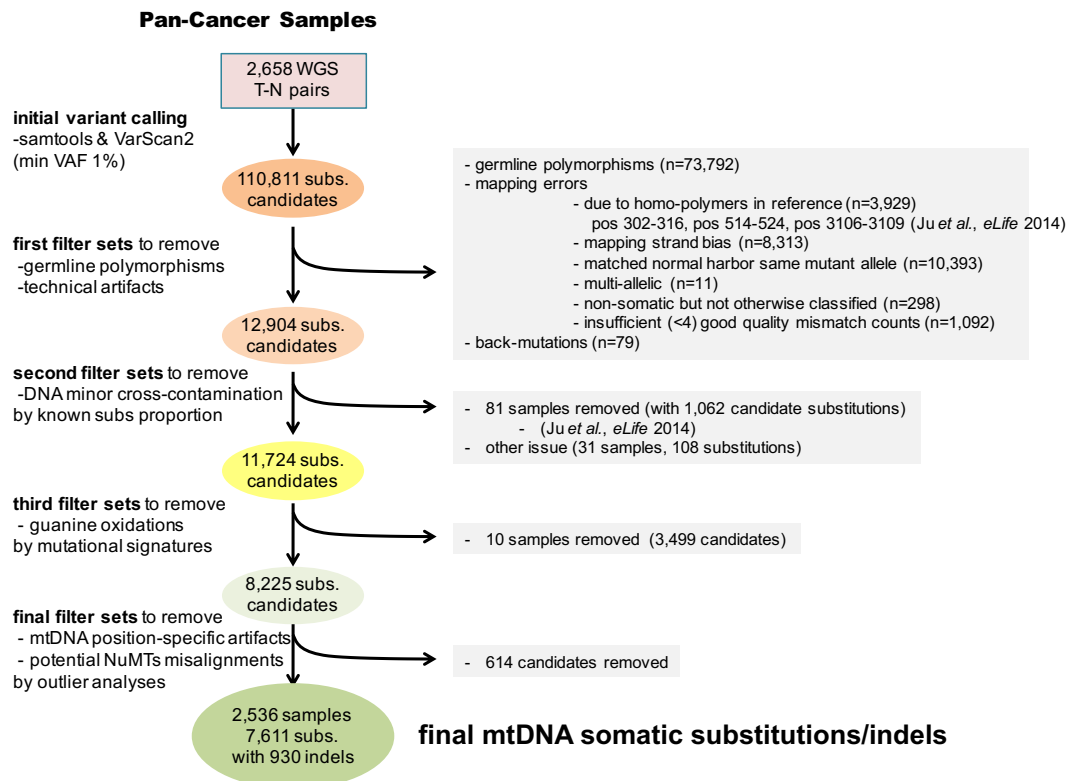 Pan-Cancer Samples
2,658 WGS
T-N pairs
initial variant calling
-samtools & VarScan2
(min VAF 1%)
110,811 subs.
candidates
- germline polymorphisms (n=73,792)
- mapping errors
- due to homo-polymers in reference (n=3,929)
pos 302-316, pos 514-524, pos 3106-3109 (Ju et al., eLife 2014)
- mapping strand bias (n=8,313)
- matched normal harbor same mutant allele (n=10,393)
- multi-allelic (n=11)
- non-somatic but not otherwise classified (n=298)
- insufficient (<4) good quality mismatch counts (n=1,092)
- back-mutations (n=79)
first filter sets to remove
-germline polymorphisms
-technical artifacts
12,904 subs.
candidates
second filter sets to remove
-DNA minor cross-contamination
by known subs proportion
- 81 samples removed (with 1,062 candidate substitutions)
- (Ju et al., eLife 2014)
- other issue (31 samples, 108 substitutions)
11,724 subs.
candidates
third filter sets to remove
- guanine oxidations
by mutational signatures
- 10 samples removed (3,499 candidates)
8,225 subs.
candidates
final filter sets to remove
- mtDNA position-specific artifacts
- potential NuMTs misalignments
by outlier analyses
- 614 candidates removed
2,536 samples
7,611 subs.
with 930 indels
final mtDNA somatic substitutions/indels